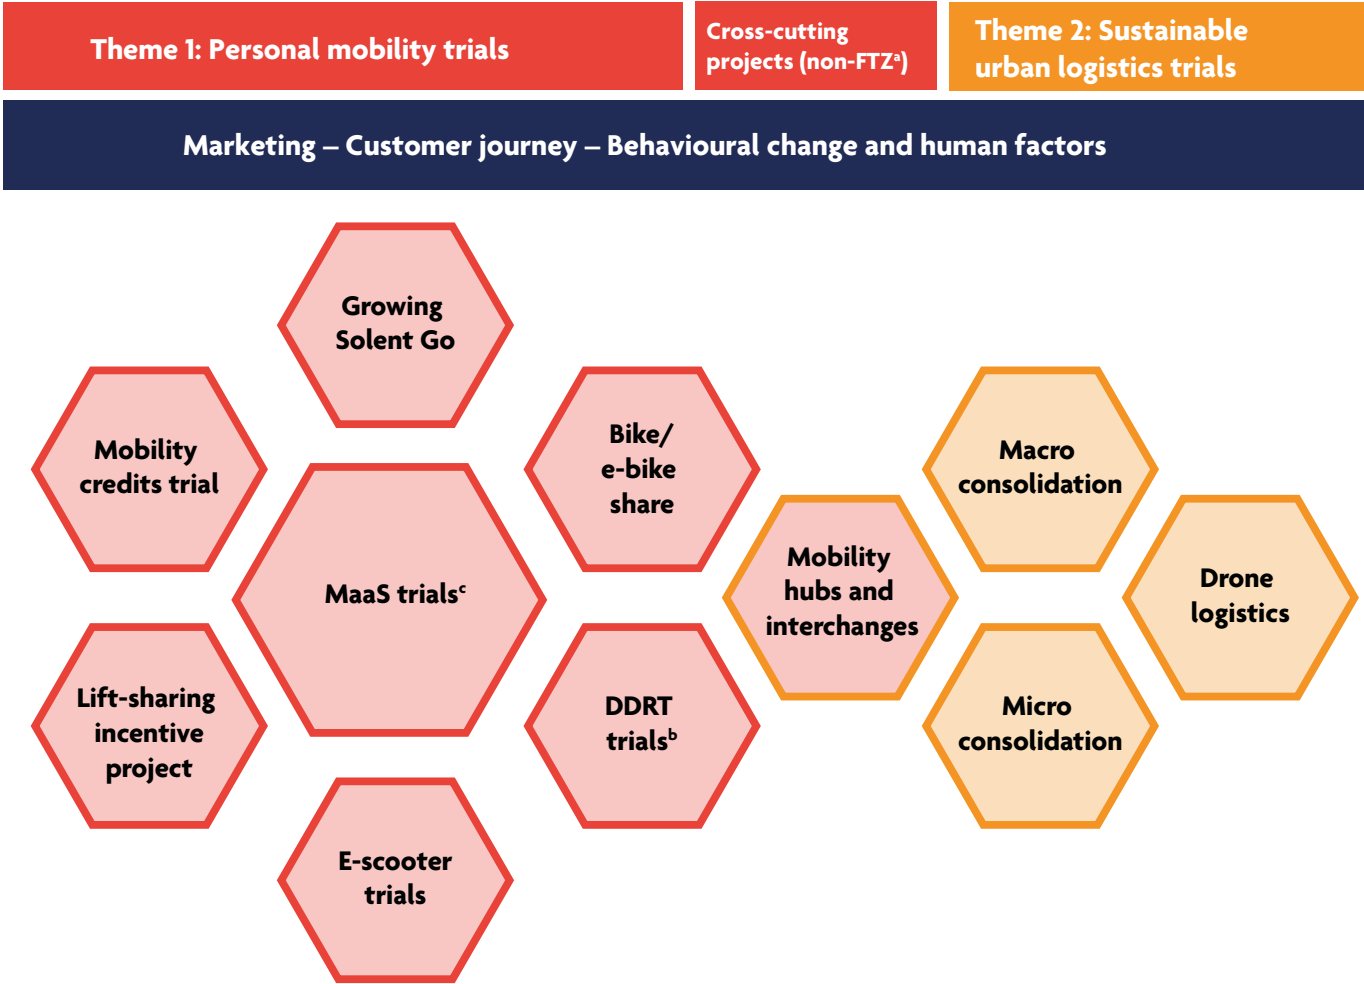 Theme 1: Personal mobility trials
Cross-cutting
projects (non-FTZᵃ)
Theme 2: Sustainable
urban logistics trials
Marketing – Customer journey – Behavioural change and human factors
Growing
Solent Go
Mobility
credits trial
Bike/
e-bike
share
Macro
consolidation
MaaS trialsᶜ
Mobility
hubs and
interchanges
Drone
logistics
Lift-sharing
incentive
project
DDRT
trialsᵇ
Micro
consolidation
E-scooter
trials